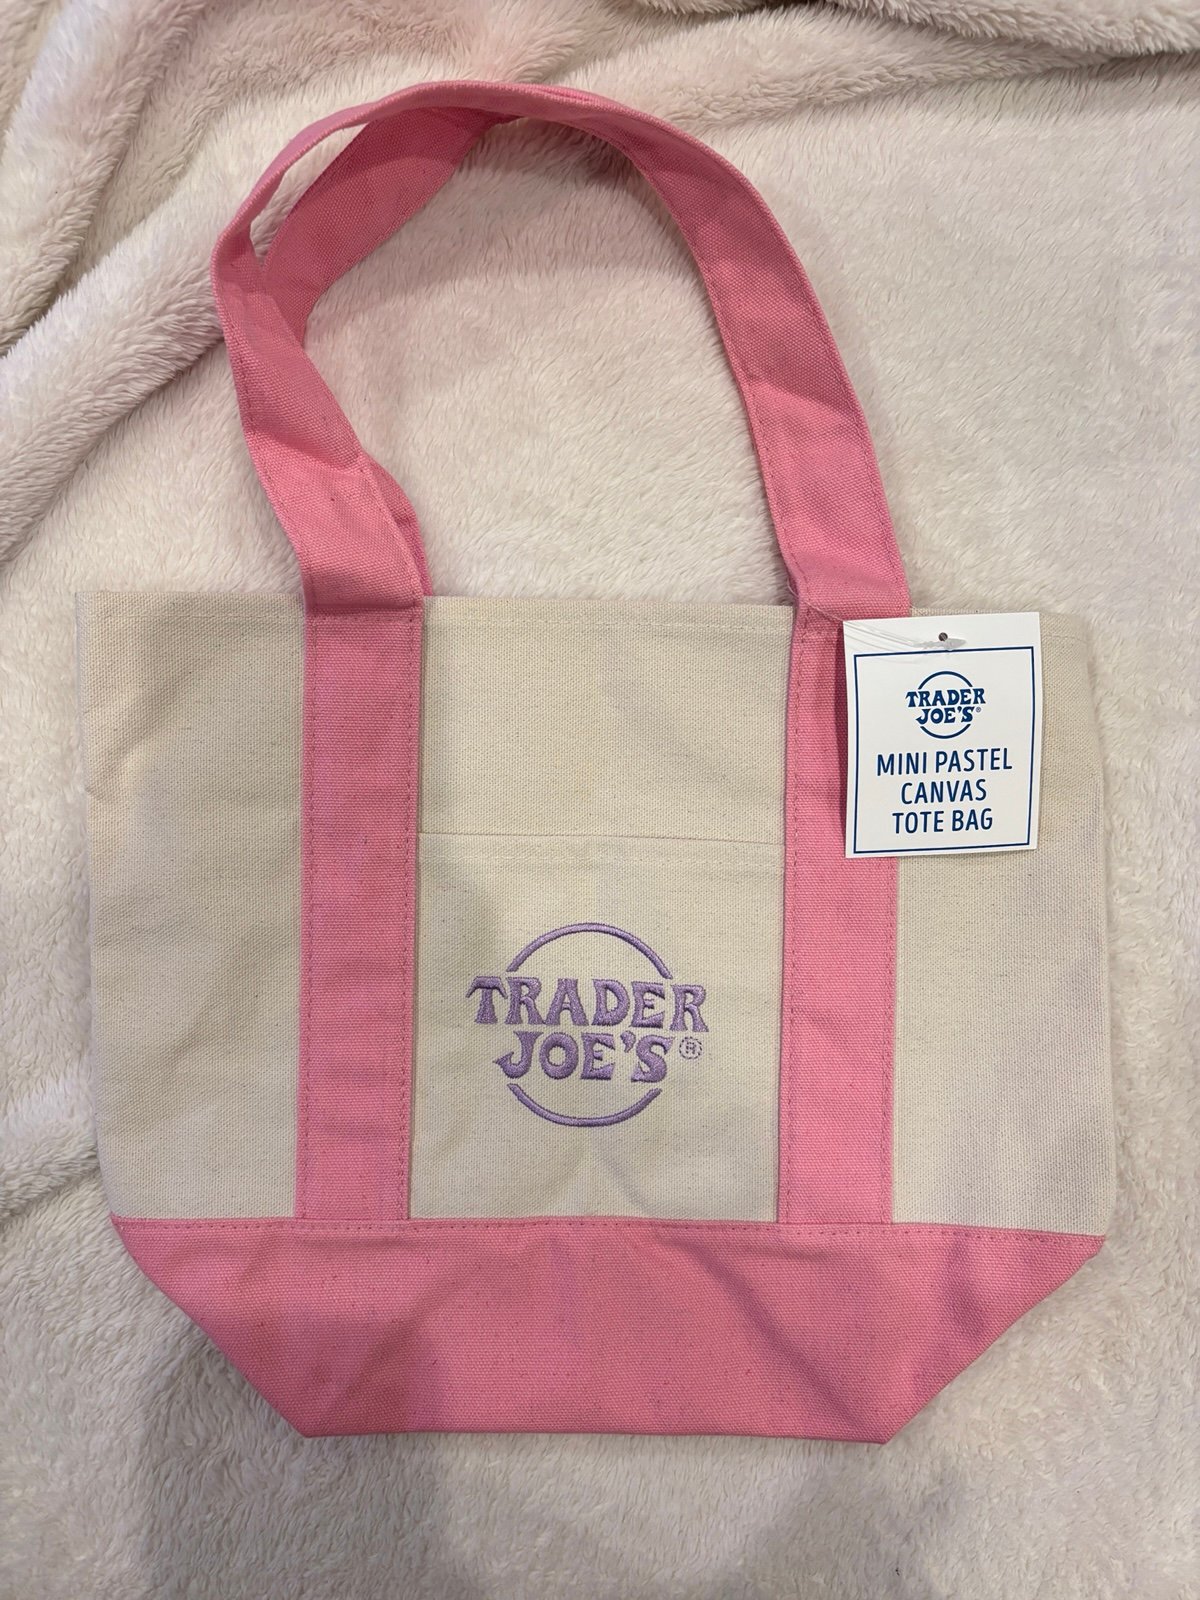 TRADER
JOE'S®
MINI PASTEL
CANVAS
TOTE BAG
TRADER
JOE'S®